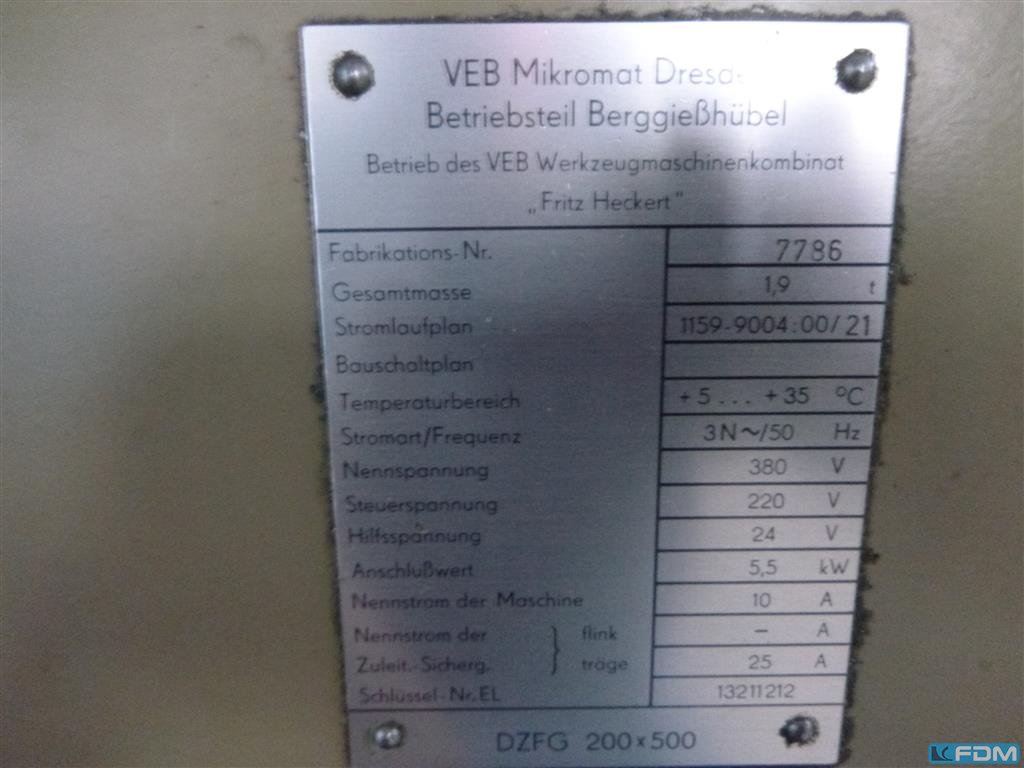 VEB Mikromat
Betriebsteil Berggießhübel
Betrieb des VEB Werkzeugmaschinenkombinat
„Fritz Heckert"
Fabrikations-Nr. 7786
Gesamtmasse 1,9 t
Stromlaufplan 1159-9004:00/21
Bauschaltplan
Temperaturbereich +5... +35 °C
Stromart/Frequenz 3N~/50 Hz
Nennspannung 380 V
Steuerspannung 220 V
Hilfsspannung 24 V
Anschlußwert 5,5 kW
Nennstrom der Maschine 10 A
Nennstrom der } flink – A
Zuleit.-Sicherg. träge 25 A
Schlüssel-Nr. EL 13211212
DZFG 200x500
FDM